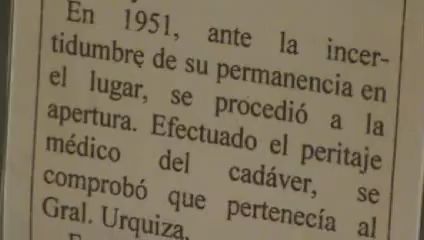 En 1951, ante la incer-
tidumbre de su permanencia en
el lugar, se procedió a la
apertura. Efectuado el peritaje
médico del cadáver, se
comprobó que pertenecía al
Gral. Urquiza.